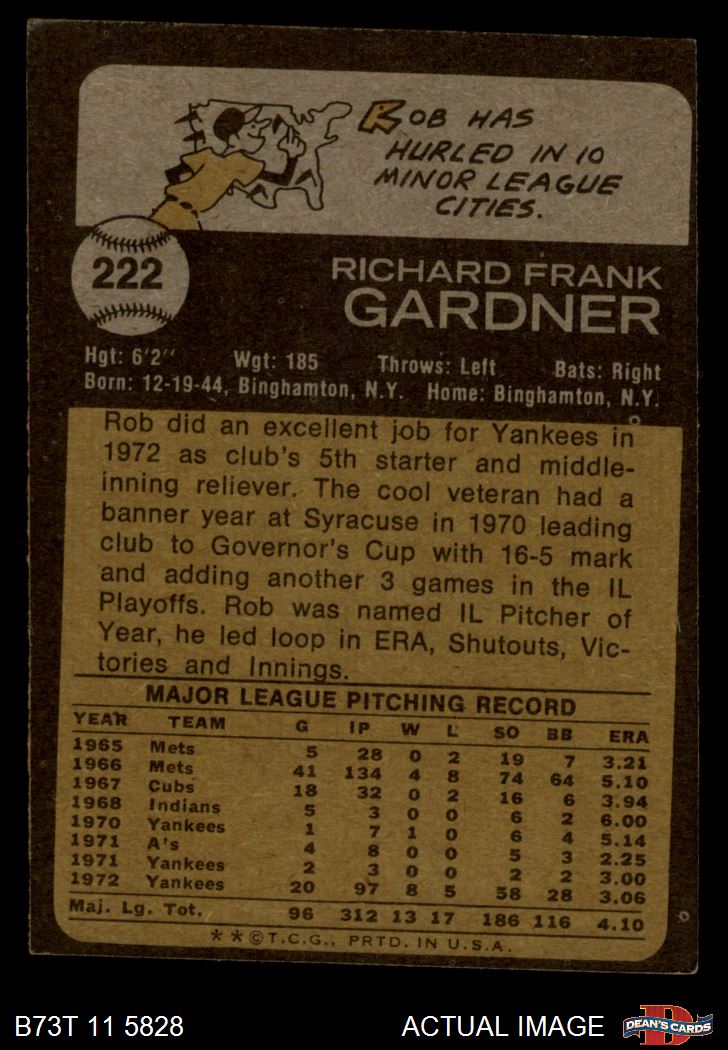 ROB HAS
HURLED IN 10
MINOR LEAGUE
CITIES.
222
RICHARD FRANK
GARDNER
Hgt: 6'2" Wgt: 185 Throws: Left Bats: Right
Born: 12-19-44, Binghamton, N.Y. Home: Binghamton, N.Y.
Rob did an excellent job for Yankees in
1972 as club's 5th starter and middle-
inning reliever. The cool veteran had a
banner year at Syracuse in 1970 leading
club to Governor's Cup with 16-5 mark
and adding another 3 games in the IL
Playoffs. Rob was named IL Pitcher of
Year, he led loop in ERA, Shutouts, Vic-
tories and Innings.
MAJOR LEAGUE PITCHING RECORD
YEAR TEAM G IP W L SO BB ERA
1965 Mets 5 28 0 2 19 7 3.21
1966 Mets 41 134 4 8 74 64 5.10
1967 Cubs 18 32 0 2 16 6 3.94
1968 Indians 5 3 0 0 6 2 6.00
1970 Yankees 1 7 1 0 6 4 5.14
1971 A's 4 8 0 0 5 3 2.25
1971 Yankees 2 3 0 0 2 2 3.00
1972 Yankees 20 97 8 5 58 28 3.06
Maj. Lg. Tot. 96 312 13 17 186 116 4.10
**©T.C.G., PRTD. IN U.S.A.
B73T 11 5828 ACTUAL IMAGE
D
DEAN'S CARDS